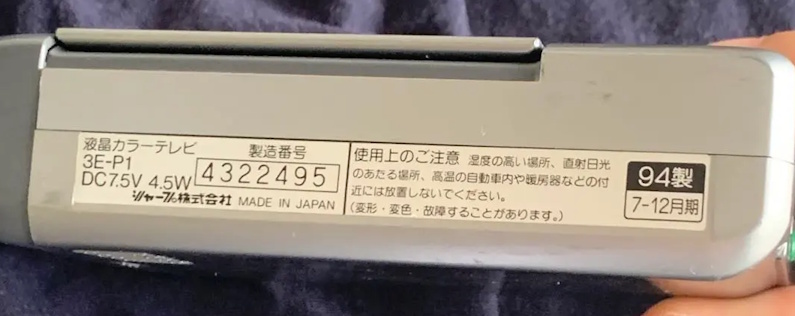 液晶カラーテレビ
3E-P1
DC7.5V 4.5W
製造番号
4322495
シャープ株式会社 MADE IN JAPAN
使用上のご注意 湿度の高い場所、直射日光
のあたる場所、高温の自動車内や暖房器などの付
近には放置しないでください。
(変形・変色・故障することがあります。)
94製
7-12月期